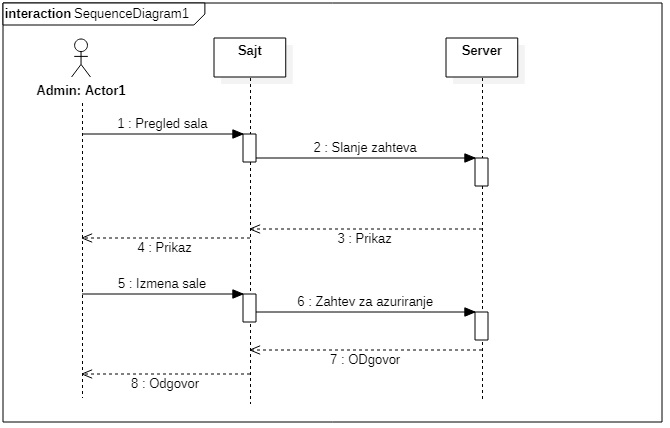 interaction SequenceDiagram1
Sajt
Server
Admin: Actor1
1 : Pregled sala
2 : Slanje zahteva
3 : Prikaz
4 : Prikaz
5 : Izmena sale
6 : Zahtev za azuriranje
7 : ODgovor
8 : Odgovor